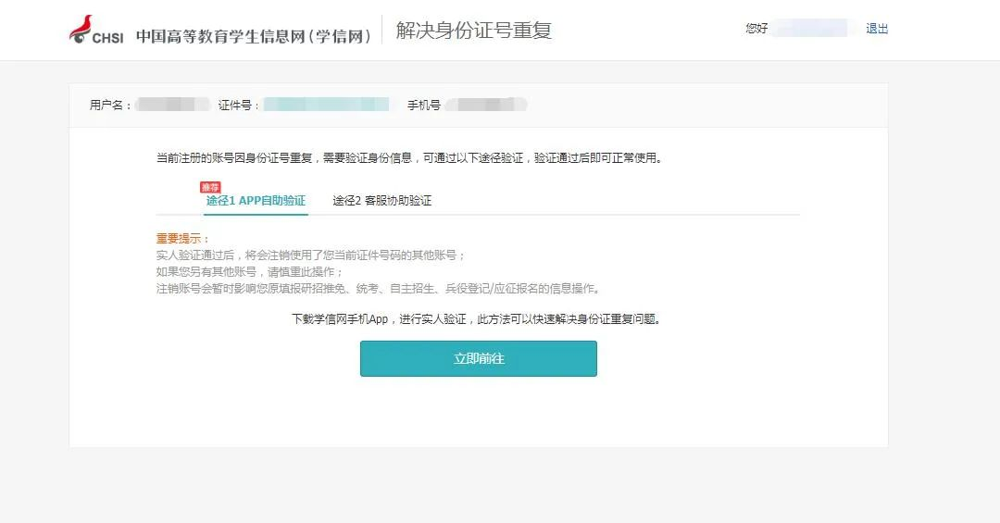 CHSI 中国高等教育学生信息网(学信网) 解决身份证号重复 您好 退出
用户名： 证件号： 手机号
当前注册的账号因身份证号重复，需要验证身份信息，可通过以下途径验证，验证通过后即可正常使用。
推荐
途径1 APP自助验证 途径2 客服协助验证
重要提示：
实人验证通过后，将会注销使用了您当前证件号码的其他账号；
如果您另有其他账号，请慎重此操作；
注销账号会暂时影响您原填报研招推免、统考、自主招生、兵役登记/应征报名的信息操作。
下载学信网手机App，进行实人验证，此方法可以快速解决身份证重复问题。
立即前往